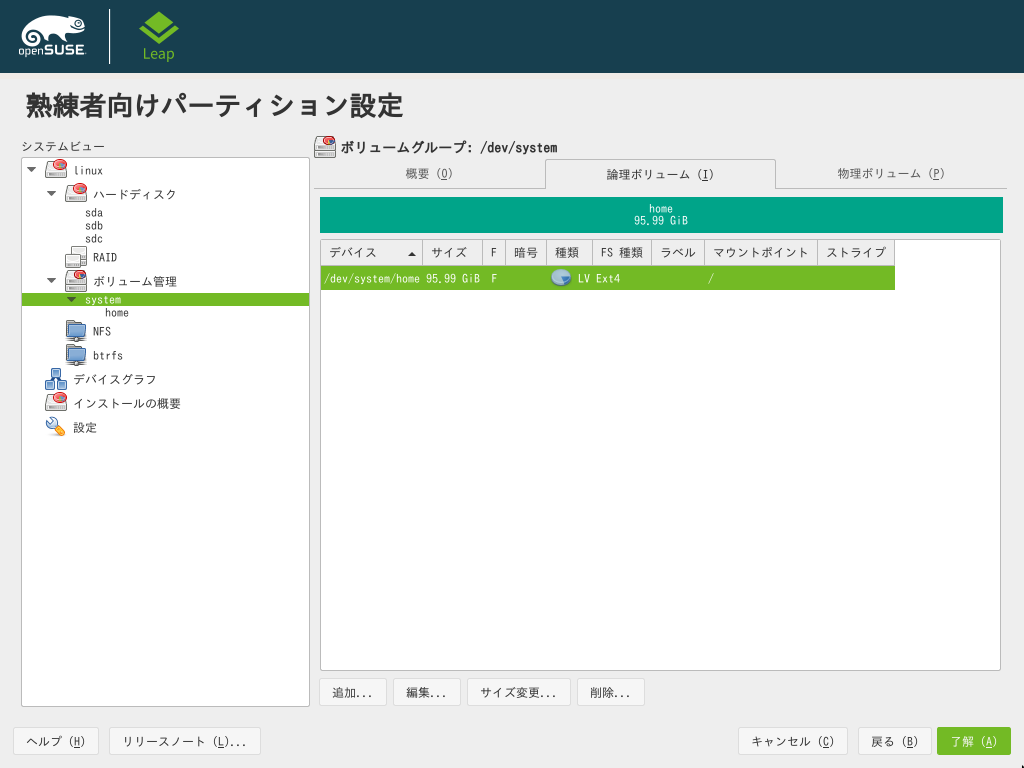 openSUSE
Leap
熟練者向けパーティション設定
システムビュー
linux
ハードディスク
sda
sdb
sdc
RAID
ボリューム管理
system
home
NFS
btrfs
デバイスグラフ
インストールの概要
設定
ボリュームグループ: /dev/system
概要 (O) 論理ボリューム (I) 物理ボリューム (P)
home
95.99 GiB
デバイス サイズ F 暗号 種類 FS 種類 ラベル マウントポイント ストライプ
/dev/system/home 95.99 GiB F LV Ext4 /
追加... 編集... サイズ変更... 削除...
ヘルプ (H) リリースノート (L)... キャンセル (C) 戻る (B) 了解 (A)